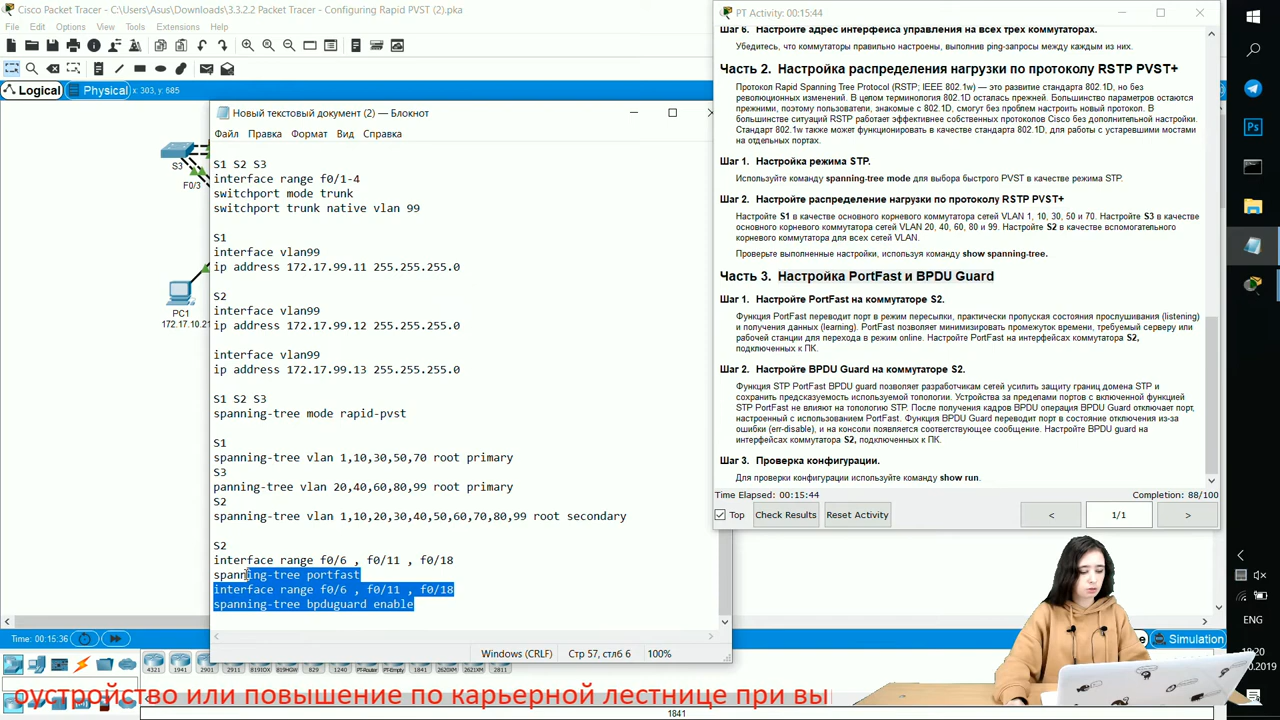 Cisco Packet Tracer - C:\Users\Asus\Downloads\3.3.2.2 Packet Tracer - Configuring Rapid PVST (2).pka
File Edit Options View Tools Extensions Help
Logical Physical x: 303, y: 685
S3
F0/3
PC1
172.17.10.21
Новый текстовый документ (2) — Блокнот
Файл Правка Формат Вид Справка
S1 S2 S3
interface range f0/1-4
switchport mode trunk
switchport trunk native vlan 99
S1
interface vlan99
ip address 172.17.99.11 255.255.255.0
S2
interface vlan99
ip address 172.17.99.12 255.255.255.0
interface vlan99
ip address 172.17.99.13 255.255.255.0
S1 S2 S3
spanning-tree mode rapid-pvst
S1
spanning-tree vlan 1,10,30,50,70 root primary
S3
panning-tree vlan 20,40,60,80,99 root primary
S2
spanning-tree vlan 1,10,20,30,40,50,60,70,80,99 root secondary
S2
interface range f0/6 , f0/11 , f0/18
spanning-tree portfast
interface range f0/6 , f0/11 , f0/18
spanning-tree bpduguard enable
Windows (CRLF) Стр 57, стлб 6 100%
PT Activity: 00:15:44
Шаг 6. Настройте адрес интерфейса управления на всех трех коммутаторах.
Убедитесь, что коммутаторы правильно настроены, выполнив ping-запросы между каждым из них.
Часть 2. Настройка распределения нагрузки по протоколу RSTP PVST+
Протокол Rapid Spanning Tree Protocol (RSTP; IEEE 802.1w) — это развитие стандарта 802.1D, но без
революционных изменений. В целом терминология 802.1D осталась прежней. Большинство параметров остаются
прежними, поэтому пользователи, знакомые с 802.1D, смогут без проблем настроить новый протокол. В
большинстве ситуаций RSTP работает эффективнее собственных протоколов Cisco без дополнительной настройки.
Стандарт 802.1w также может функционировать в качестве стандарта 802.1D, для работы с устаревшими мостами
на отдельных портах.
Шаг 1. Настройка режима STP.
Используйте команду spanning-tree mode для выбора быстрого PVST в качестве режима STP.
Шаг 2. Настройте распределение нагрузки по протоколу RSTP PVST+
Настройте S1 в качестве основного корневого коммутатора сетей VLAN 1, 10, 30, 50 и 70. Настройте S3 в качестве
основного корневого коммутатора сетей VLAN 20, 40, 60, 80 и 99. Настройте S2 в качестве вспомогательного
корневого коммутатора для всех сетей VLAN.
Проверьте выполненные настройки, используя команду show spanning-tree.
Часть 3. Настройка PortFast и BPDU Guard
Шаг 1. Настройте PortFast на коммутаторе S2.
Функция PortFast переводит порт в режим пересылки, практически пропуская состояния прослушивания (listening)
и получения данных (learning). PortFast позволяет минимизировать промежуток времени, требуемый серверу или
рабочей станции для перехода в режим online. Настройте PortFast на интерфейсах коммутатора S2,
подключенных к ПК.
Шаг 2. Настройте BPDU Guard на коммутаторе S2.
Функция STP PortFast BPDU guard позволяет разработчикам сетей усилить защиту границ домена STP и
сохранить предсказуемость используемой топологии. Устройства за пределами портов с включенной функцией
STP PortFast не влияют на топологию STP. После получения кадров BPDU операция BPDU Guard отключает порт,
настроенный с использованием PortFast. Функция BPDU Guard переводит порт в состояние отключения из-за
ошибки (err-disable), и на консоли появляется соответствующее сообщение. Настройте BPDU guard на
интерфейсах коммутатора S2, подключенных к ПК.
Шаг 3. Проверка конфигурации.
Для проверки конфигурации используйте команду show run.
Time Elapsed: 00:15:44 Completion: 88/100
Top Check Results Reset Activity < 1/1 >
ENG
Time: 00:15:36 Simulation
4321 1941 2901 2911 819IOX 819HGW 829 1240 PT-Router PT-Empty 1841 2620XM 2621XM 2811
оустройство или повышение по карьерной лестнице при вы
1841